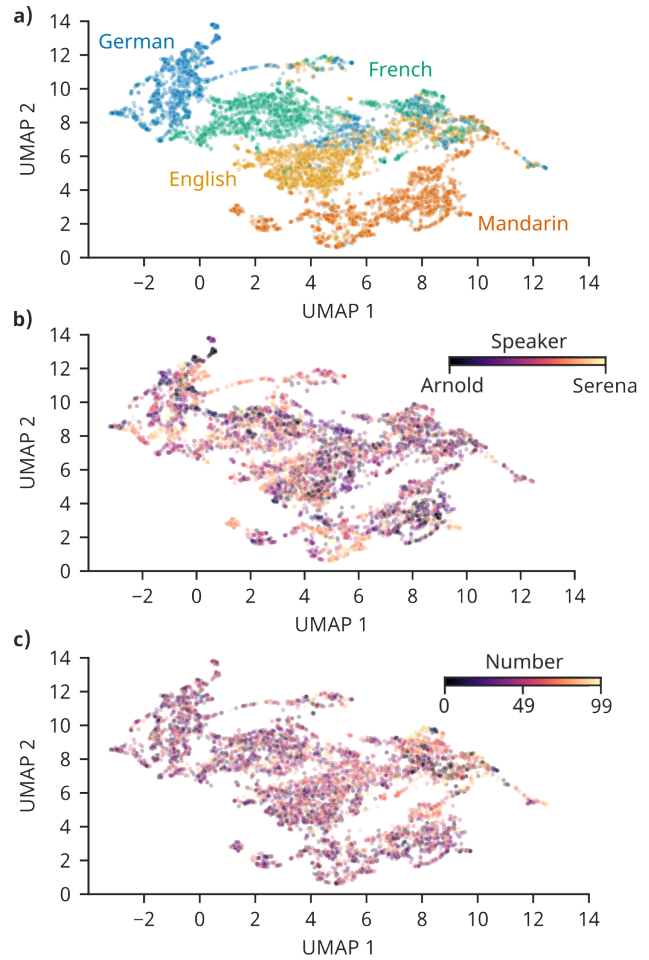 a)
14
12
10
8
6
4
2
0
UMAP 2
German
French
English
Mandarin
−2 0 2 4 6 8 10 12 14
UMAP 1
b)
14
12
10
8
6
4
2
0
UMAP 2
Speaker
Arnold Serena
−2 0 2 4 6 8 10 12 14
UMAP 1
c)
14
12
10
8
6
4
2
0
UMAP 2
Number
0 49 99
−2 0 2 4 6 8 10 12 14
UMAP 1